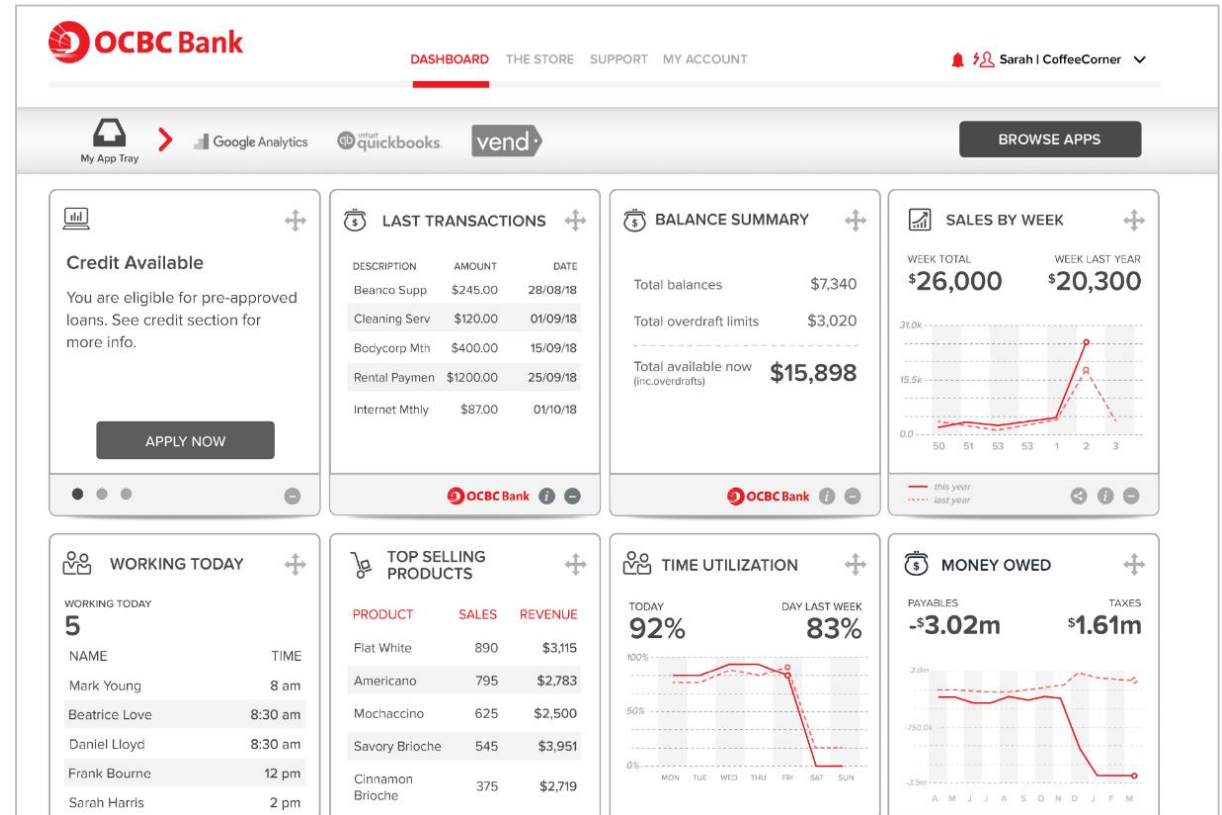 OCBC Bank
DASHBOARD THE STORE SUPPORT MY ACCOUNT
Sarah | CoffeeCorner
My App Tray
Google Analytics
qb intuit quickbooks.
vend
BROWSE APPS
Credit Available
You are eligible for pre-approved
loans. See credit section for
more info.
APPLY NOW
LAST TRANSACTIONS
DESCRIPTION AMOUNT DATE
Beanco Supp $245.00 28/08/18
Cleaning Serv $120.00 01/09/18
Bodycorp Mth $400.00 15/09/18
Rental Paymen $1200.00 25/09/18
Internet Mthly $87.00 01/10/18
OCBC Bank
BALANCE SUMMARY
Total balances $7,340
Total overdraft limits $3,020
Total available now $15,898
(inc.overdrafts)
OCBC Bank
SALES BY WEEK
WEEK TOTAL WEEK LAST YEAR
$26,000 $20,300
31.0k
15.5k
0.0
50 51 53 53 1 2 3
this year
last year
WORKING TODAY
WORKING TODAY
5
NAME TIME
Mark Young 8 am
Beatrice Love 8:30 am
Daniel Lloyd 8:30 am
Frank Bourne 12 pm
Sarah Harris 2 pm
TOP SELLING
PRODUCTS
PRODUCT SALES REVENUE
Flat White 890 $3,115
Americano 795 $2,783
Mochaccino 625 $2,500
Savory Brioche 545 $3,951
Cinnamon
Brioche 375 $2,719
TIME UTILIZATION
TODAY DAY LAST WEEK
92% 83%
100%
50%
0%
MON TUE WED THU FRI SAT SUN
MONEY OWED
PAYABLES TAXES
-$3.02m $1.61m
2.0m
-750.0k
-3.5m
A M J J A S O N D J F M